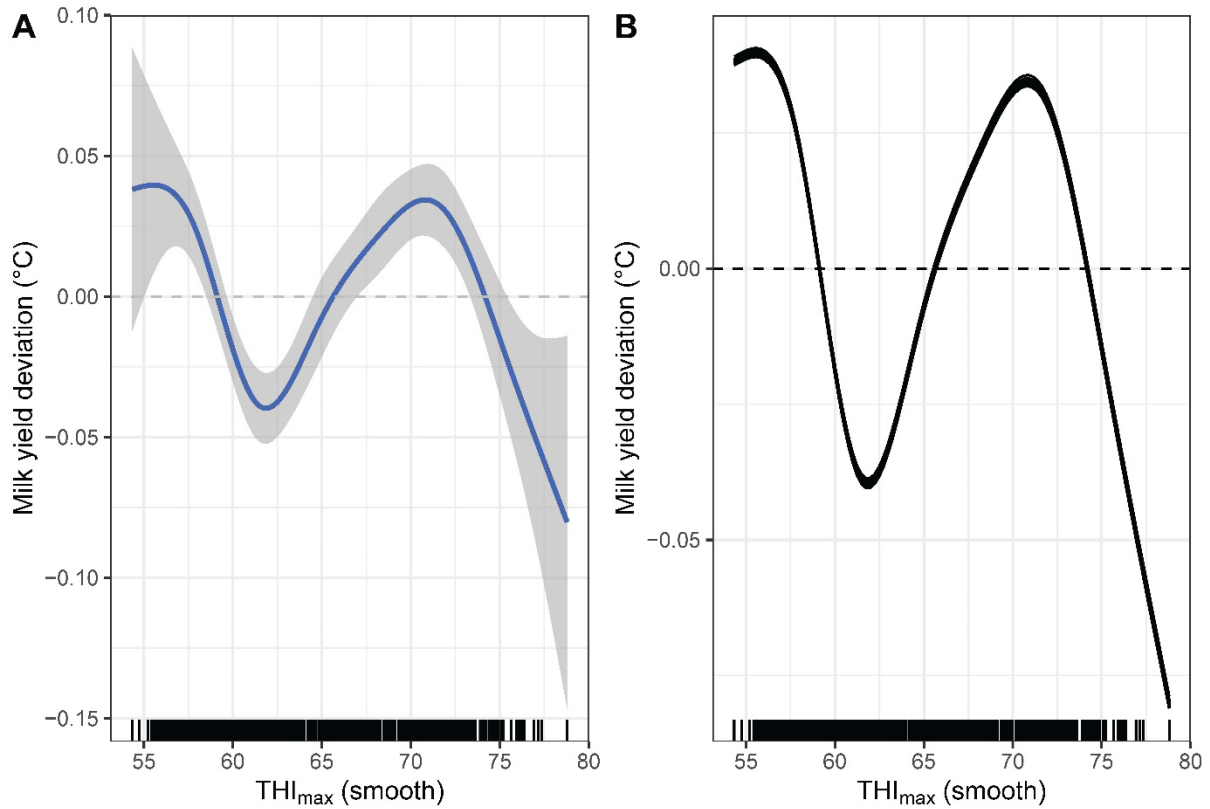 A
0.10
0.05
0.00
−0.05
−0.10
−0.15
Milk yield deviation (°C)
55 60 65 70 75 80
THImax (smooth)
B
0.00
−0.05
Milk yield deviation (°C)
55 60 65 70 75 80
THImax (smooth)